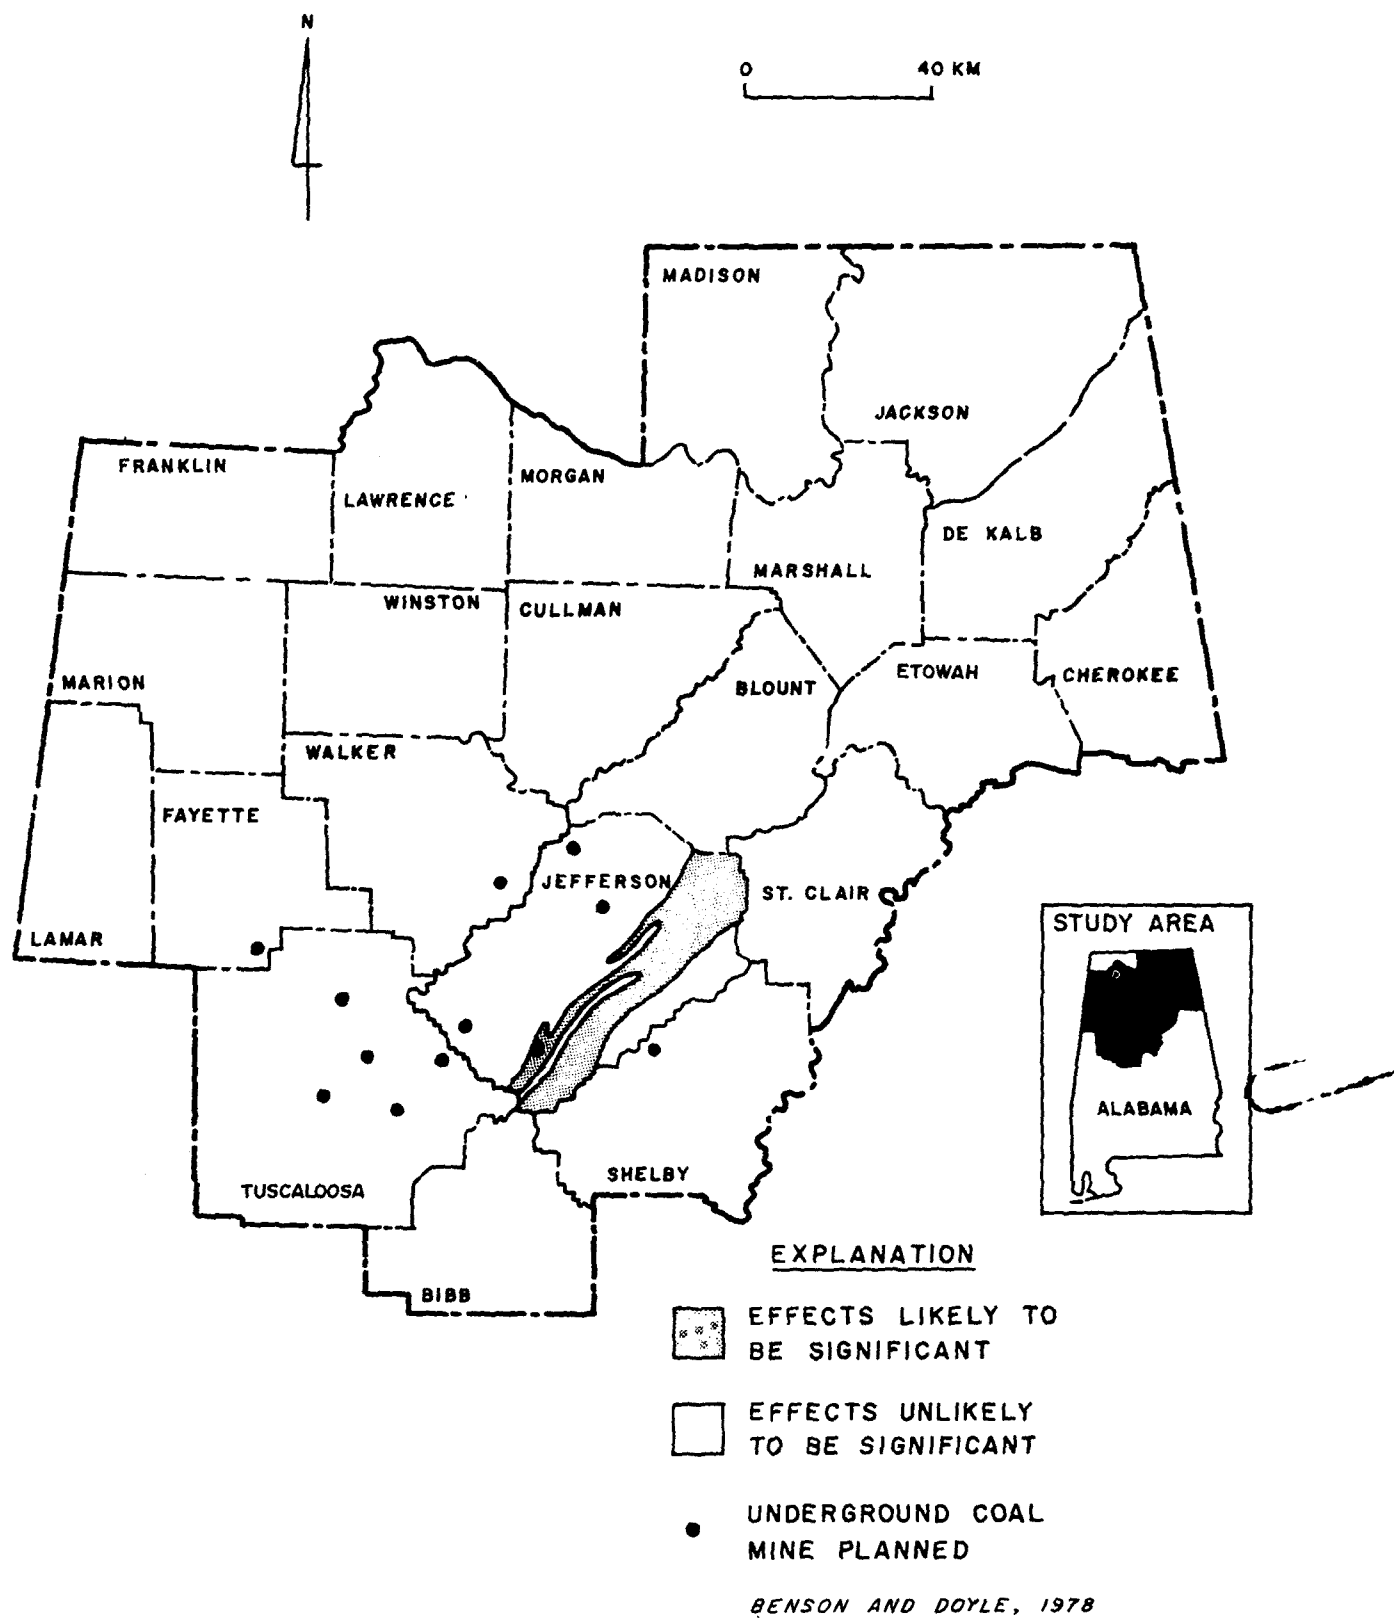 N
0 40 KM
MADISON
JACKSON
FRANKLIN
LAWRENCE
MORGAN
DE KALB
MARSHALL
WINSTON
CULLMAN
MARION
BLOUNT
ETOWAH
CHEROKEE
WALKER
FAYETTE
JEFFERSON
ST. CLAIR
LAMAR
STUDY AREA
ALABAMA
TUSCALOOSA
SHELBY
BIBB
EXPLANATION
EFFECTS LIKELY TO
BE SIGNIFICANT
EFFECTS UNLIKELY
TO BE SIGNIFICANT
UNDERGROUND COAL
MINE PLANNED
BENSON AND DOYLE, 1978